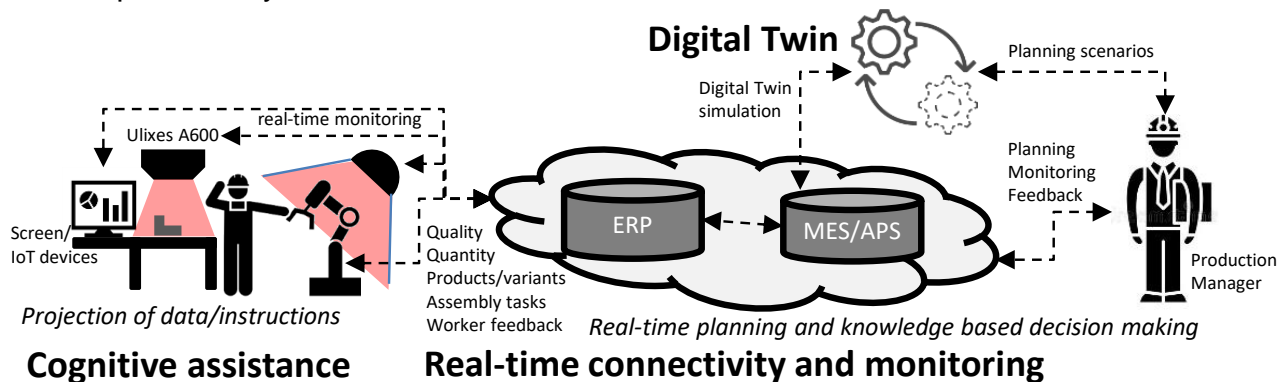 Digital Twin
Planning scenarios
Digital Twin
simulation
real-time monitoring
Ulixes A600
Planning
Monitoring
Feedback
ERP
MES/APS
Screen/
IoT devices
Quality
Quantity
Products/variants
Assembly tasks
Worker feedback
Production
Manager
Projection of data/instructions
Real-time planning and knowledge based decision making
Cognitive assistance
Real-time connectivity and monitoring